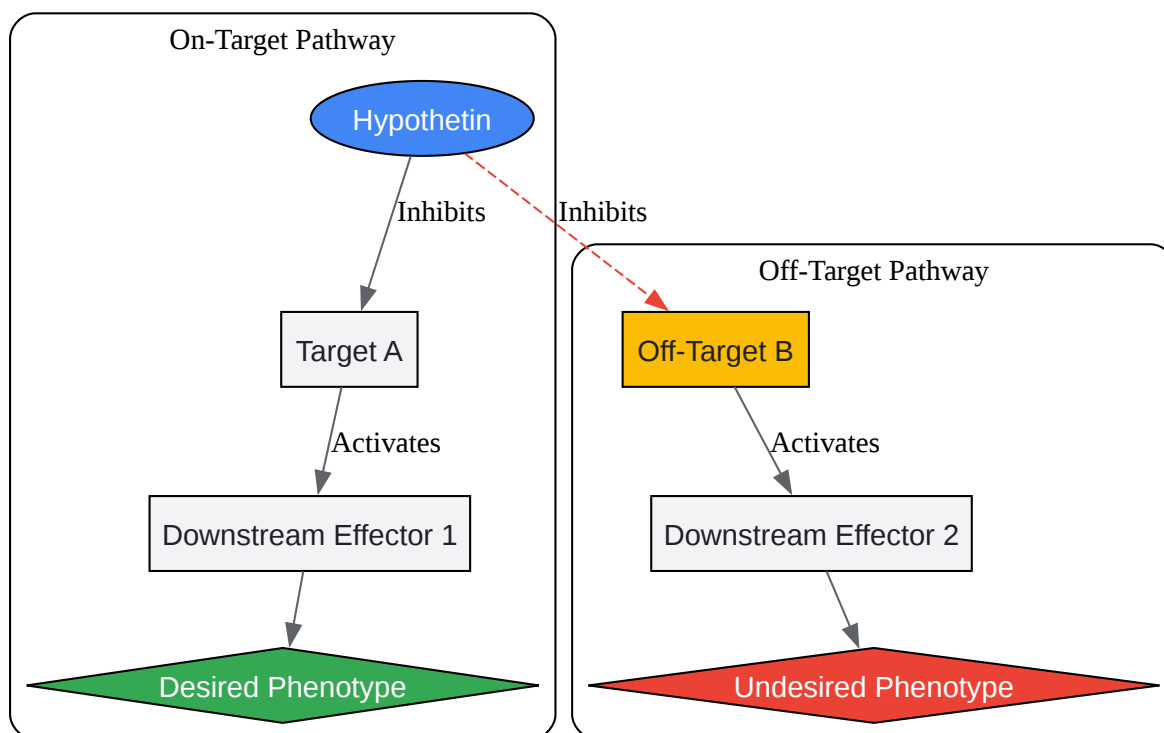 On-Target Pathway
Hypothetin
Inhibits
Inhibits
Off-Target Pathway
Target A
Off-Target B
Activates
Activates
Downstream Effector 1
Downstream Effector 2
Desired Phenotype
Undesired Phenotype